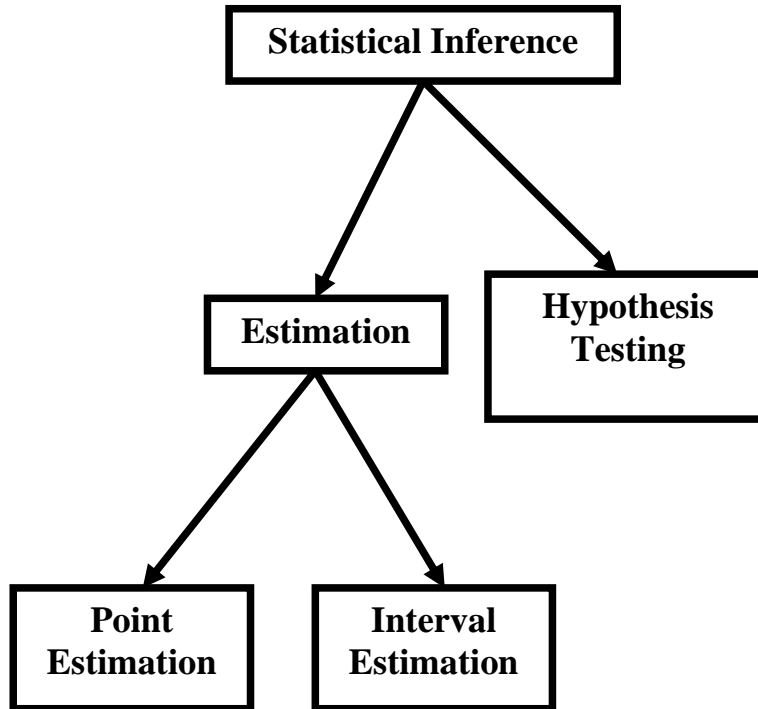 Statistical Inference
Estimation
Hypothesis
Testing
Point
Estimation
Interval
Estimation